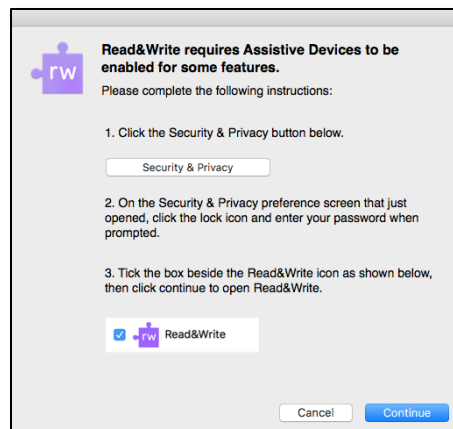 rw
Read&Write requires Assistive Devices to be
enabled for some features.
Please complete the following instructions:
1. Click the Security & Privacy button below.
Security & Privacy
2. On the Security & Privacy preference screen that just
opened, click the lock icon and enter your password when
prompted.
3. Tick the box beside the Read&Write icon as shown below,
then click continue to open Read&Write.
rw Read&Write
Cancel Continue